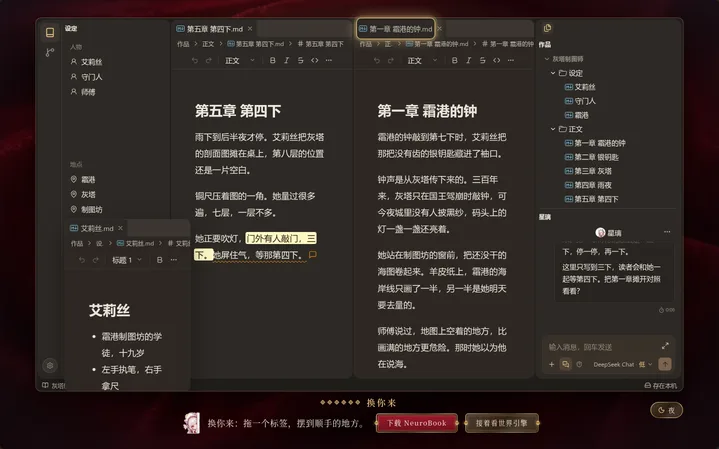 设定
人物
艾莉丝
守门人
师傅
地点
霜港
灰塔
制图坊
第五章 第四下.md
作品 > 正文 > 第五章 第四下.md > # 第五章 第四下
正文
第五章 第四下
雨下到后半夜才停。艾莉丝把灰塔
的剖面图摊在桌上，第八层的位置
还是一片空白。
铜尺压着图的一角。她量过很多
遍，七层，一层不多。
她正要吹灯，门外有人敲门，三
下。她屏住气，等那第四下。
第一章 霜港的钟.md
作品 > 正 > 第一章 霜港的钟.md > # 第一章 霜港的钟
正文
第一章 霜港的钟
霜港的钟敲到第七下时，艾莉丝把
那把没有齿的银钥匙藏进了袖口。
钟声是从灰塔传下来的。三百年
来，灰塔只在国王驾崩时敲钟，可
今夜城里没有人披黑纱，码头上的
灯一盏一盏还亮着。
她站在制图坊的窗前，把还没干的
海图卷起来。羊皮纸上，霜港的海
岸线只画了一半，另一半是她明天
要去量的。
师傅说过，地图上空着的地方，比
画满的地方更危险。那时她以为他
在说海。
作品
灰塔制图师
设定
艾莉丝
守门人
霜港
正文
第一章 霜港的钟
第二章 银钥匙
第三章 灰塔
第四章 雨夜
第五章 第四下
星璃
星璃
下，停一停，再一下。
这里只写到三下，读者会和她一
起等第四下。把第一章摊开对照
看看？
输入消息，回车发送
DeepSeek Chat 低
艾莉丝.md
作品 > 设 > 艾莉丝.md > # 艾莉
标题 1
艾莉丝
霜港制图坊的学
徒，十九岁
左手执笔，右手
拿尺
存在本机
换你来
换你来：拖一个标签，摆到顺手的地方。
下载 NeuroBook
接着看世界引擎
夜